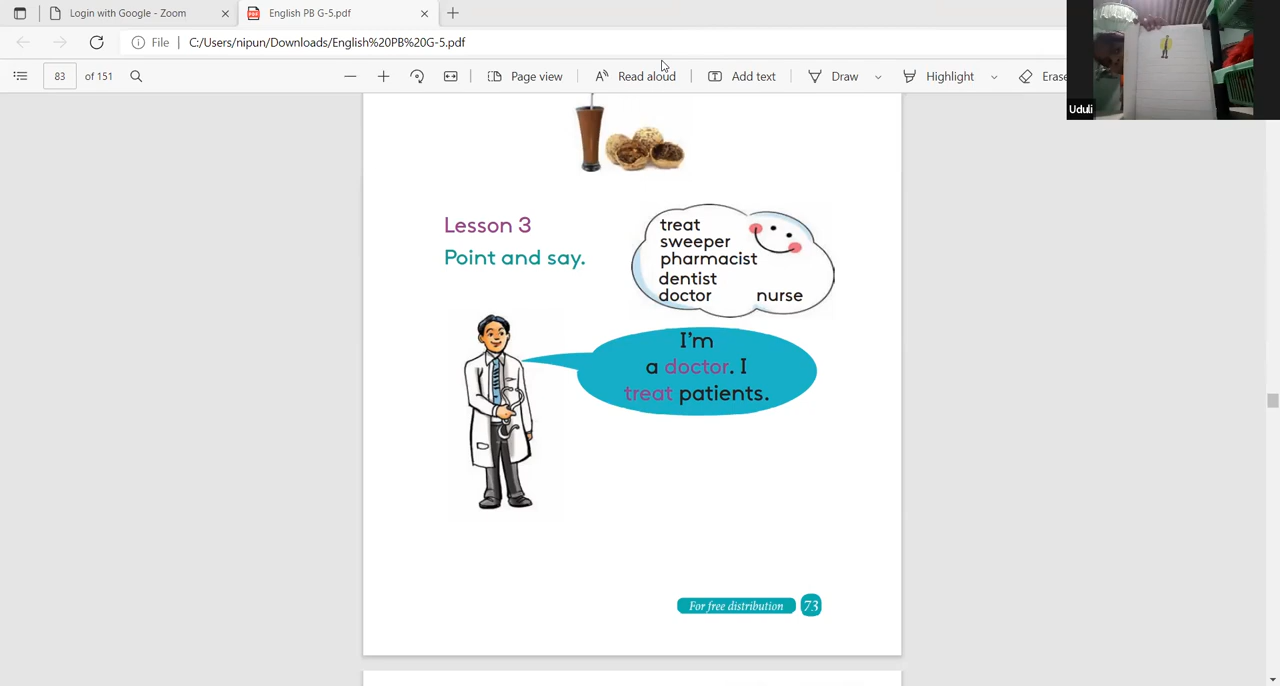 Login with Google - Zoom
English PB G-5.pdf
File
C:/Users/nipun/Downloads/English%20PB%20G-5.pdf
83 of 151
Page view
Read aloud
Add text
Draw
Highlight
Erase
Uduli
Lesson 3
Point and say.
treat
sweeper
pharmacist
dentist
doctor nurse
I'm
a doctor. I
treat patients.
For free distribution 73